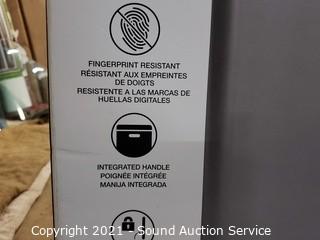 FINGERPRINT RESISTANT
RÉSISTANT AUX EMPREINTES
DE DOIGTS
RESISTENTE A LAS MARCAS DE
HUELLAS DIGITALES
INTEGRATED HANDLE
POIGNÉE INTÉGRÉE
MANIJA INTEGRADA
Copyright 2021 - Sound Auction Service